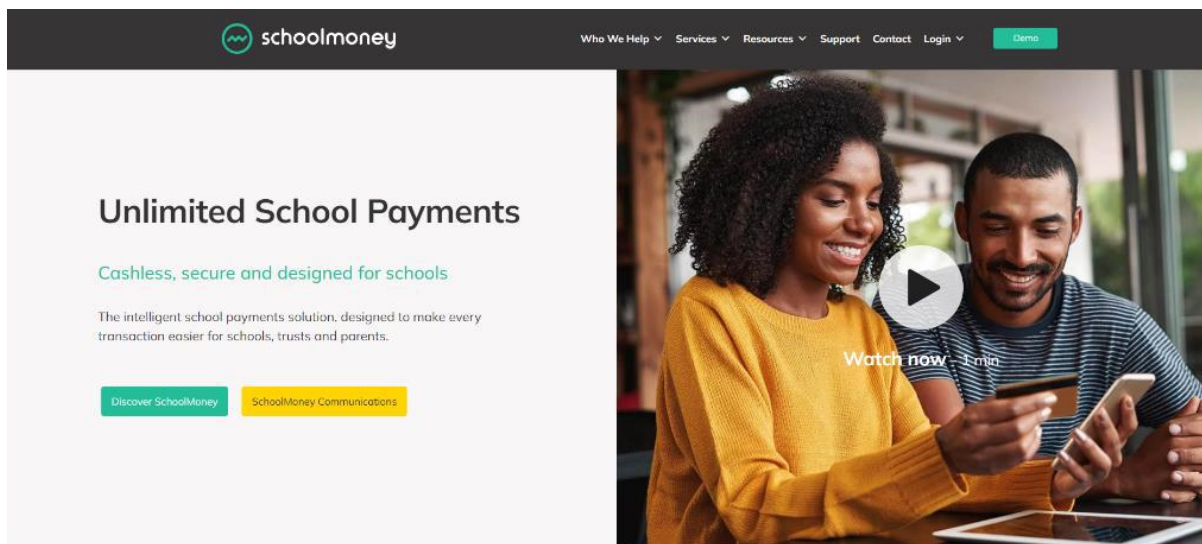 schoolmoney
Who We Help Services Resources Support Contact Login Demo
Unlimited School Payments
Cashless, secure and designed for schools
The intelligent school payments solution, designed to make every
transaction easier for schools, trusts and parents.
Discover SchoolMoney SchoolMoney Communications
Watch now – 1 min